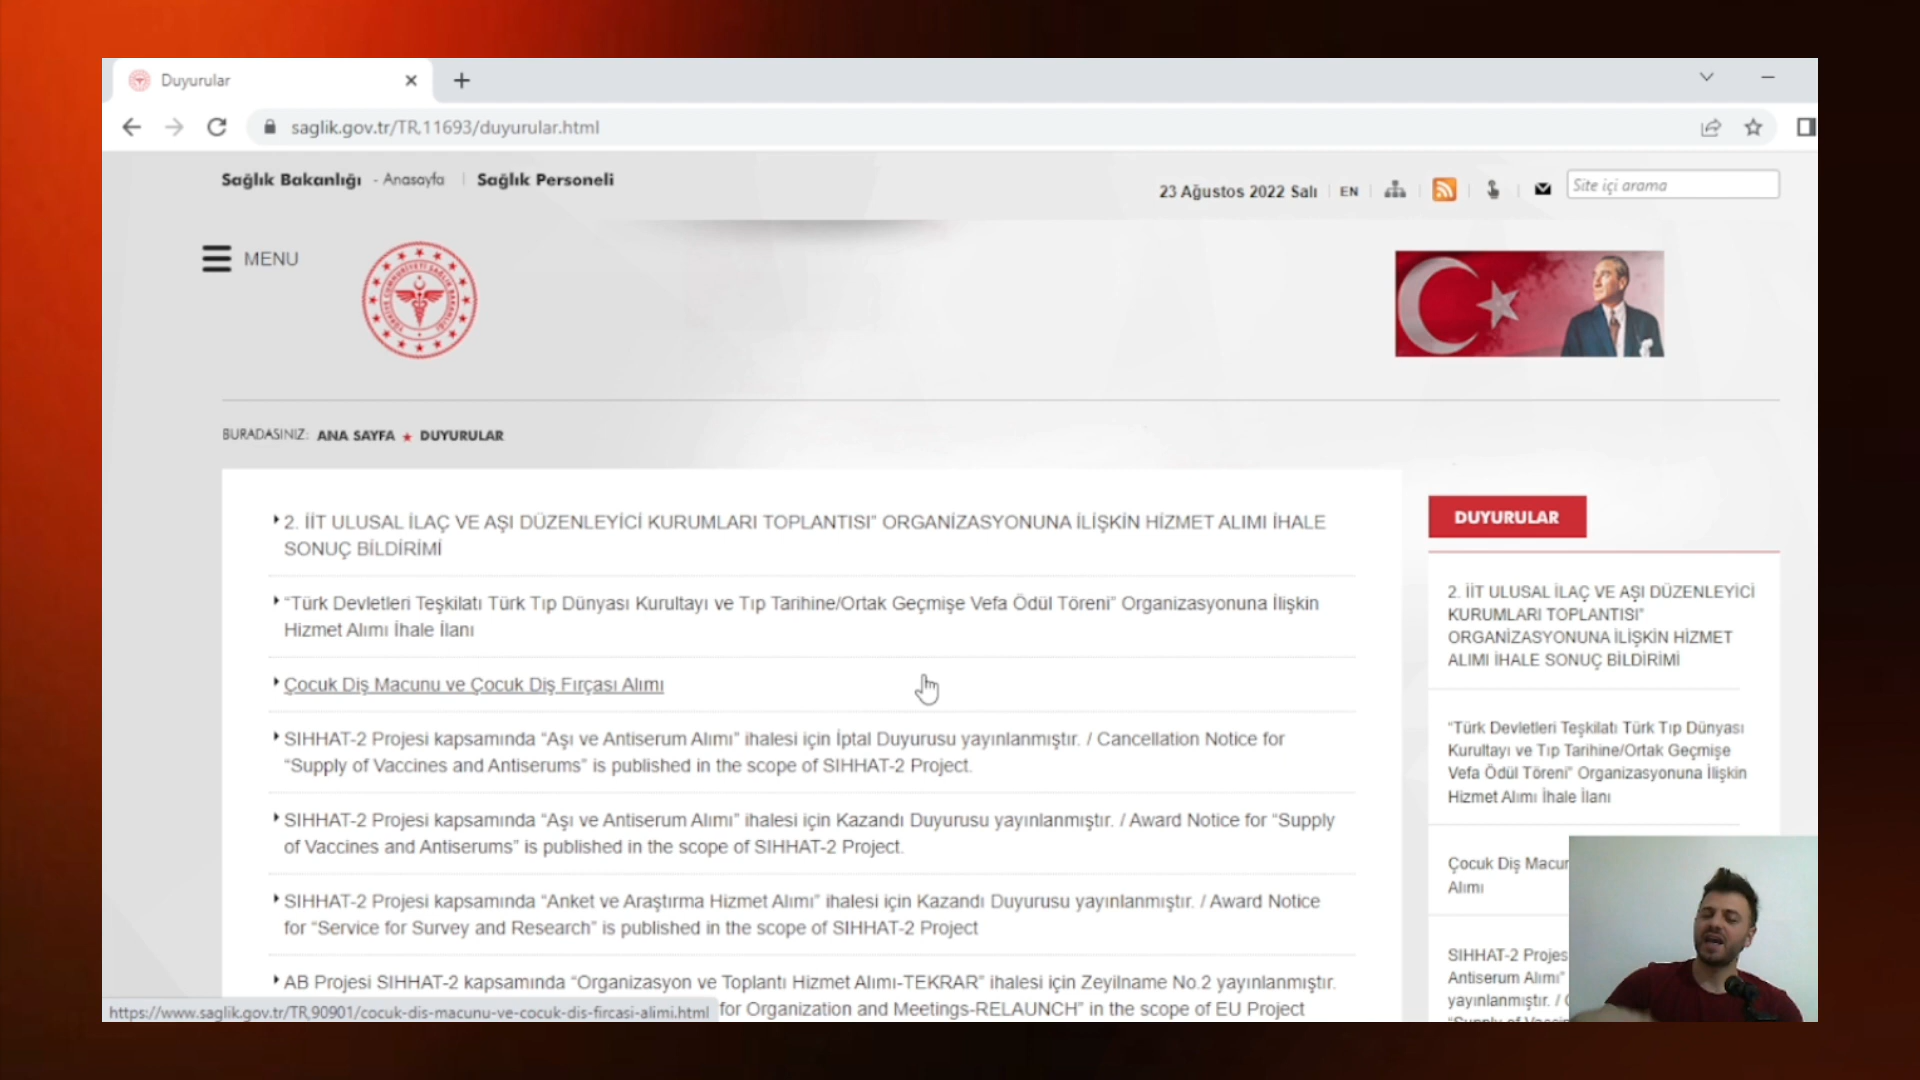 Duyurular
saglik.gov.tr/TR,11693/duyurular.html
Sağlık Bakanlığı - Anasayfa | Sağlık Personeli
23 Ağustos 2022 Salı
EN
Site içi arama
MENU
BURADASINIZ: ANA SAYFA ★ DUYURULAR
2. İİT ULUSAL İLAÇ VE AŞI DÜZENLEYİCİ KURUMLARI TOPLANTISI” ORGANİZASYONUNA İLİŞKİN HİZMET ALIMI İHALE
SONUÇ BİLDİRİMİ
“Türk Devletleri Teşkilatı Türk Tıp Dünyası Kurultayı ve Tıp Tarihine/Ortak Geçmişe Vefa Ödül Töreni” Organizasyonuna İlişkin
Hizmet Alımı İhale İlanı
Çocuk Diş Macunu ve Çocuk Diş Fırçası Alımı
SIHHAT-2 Projesi kapsamında “Aşı ve Antiserum Alımı” ihalesi için İptal Duyurusu yayınlanmıştır. / Cancellation Notice for
“Supply of Vaccines and Antiserums” is published in the scope of SIHHAT-2 Project.
SIHHAT-2 Projesi kapsamında “Aşı ve Antiserum Alımı” ihalesi için Kazandı Duyurusu yayınlanmıştır. / Award Notice for “Supply
of Vaccines and Antiserums” is published in the scope of SIHHAT-2 Project.
SIHHAT-2 Projesi kapsamında “Anket ve Araştırma Hizmet Alımı” ihalesi için Kazandı Duyurusu yayınlanmıştır. / Award Notice
for “Service for Survey and Research” is published in the scope of SIHHAT-2 Project
AB Projesi SIHHAT-2 kapsamında “Organizasyon ve Toplantı Hizmet Alımı-TEKRAR” ihalesi için Zeyilname No.2 yayınlanmıştır.
for Organization and Meetings-RELAUNCH” in the scope of EU Project
https://www.saglik.gov.tr/TR,90901/cocuk-dis-macunu-ve-cocuk-dis-fircasi-alimi.html
DUYURULAR
2. İİT ULUSAL İLAÇ VE AŞI DÜZENLEYİCİ
KURUMLARI TOPLANTISI”
ORGANİZASYONUNA İLİŞKİN HİZMET
ALIMI İHALE SONUÇ BİLDİRİMİ
“Türk Devletleri Teşkilatı Türk Tıp Dünyası
Kurultayı ve Tıp Tarihine/Ortak Geçmişe
Vefa Ödül Töreni” Organizasyonuna İlişkin
Hizmet Alımı İhale İlanı
Çocuk Diş Macun
Alımı
SIHHAT-2 Projes
Antiserum Alımı”
yayınlanmıştır. /